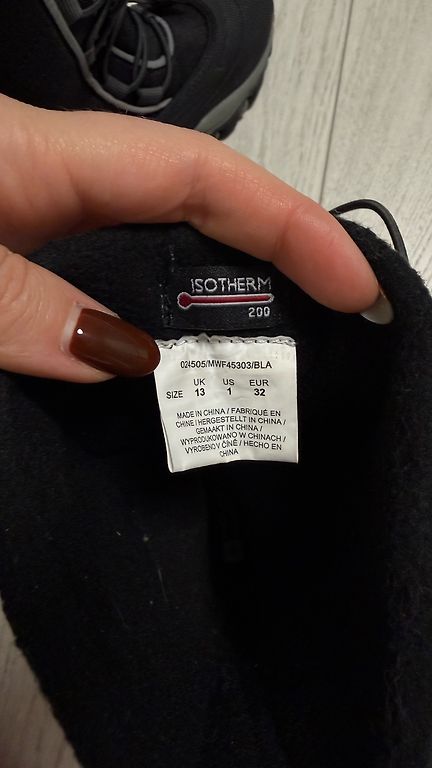 ISOTHERM
200
024505/MWF45303/BLA
UK US EUR
SIZE 13 1 32
MADE IN CHINA / FABRIQUÉ EN
CHINE / HERGESTELLT IN CHINA /
GEMAAKT IN CHINA /
WYPRODUKOWANO W CHINACH /
VYROBENO V ČÍNĚ / HECHO EN
CHINA